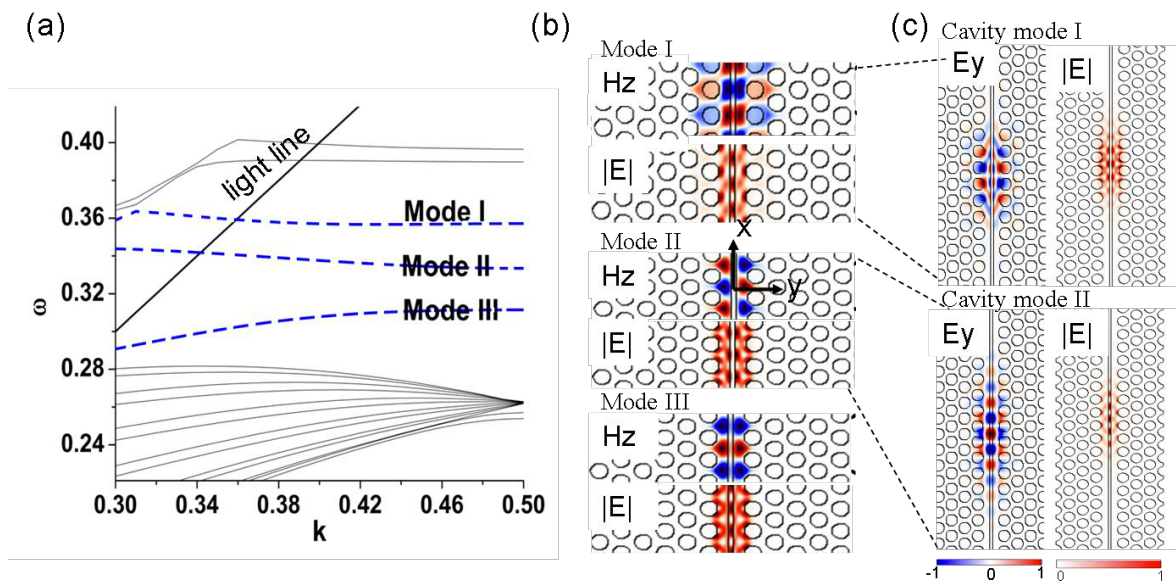 (a)
0.40
0.36
0.32
0.28
0.24
ω
light line
Mode I
Mode II
Mode III
0.30
0.34
0.38
0.42
0.46
0.50
k
(b)
Mode I
Hz
|E|
Mode II
x
Hz
y
|E|
Mode III
Hz
|E|
(c)
Cavity mode I
Ey
|E|
Cavity mode II
Ey
|E|
-1
0
1
0
1